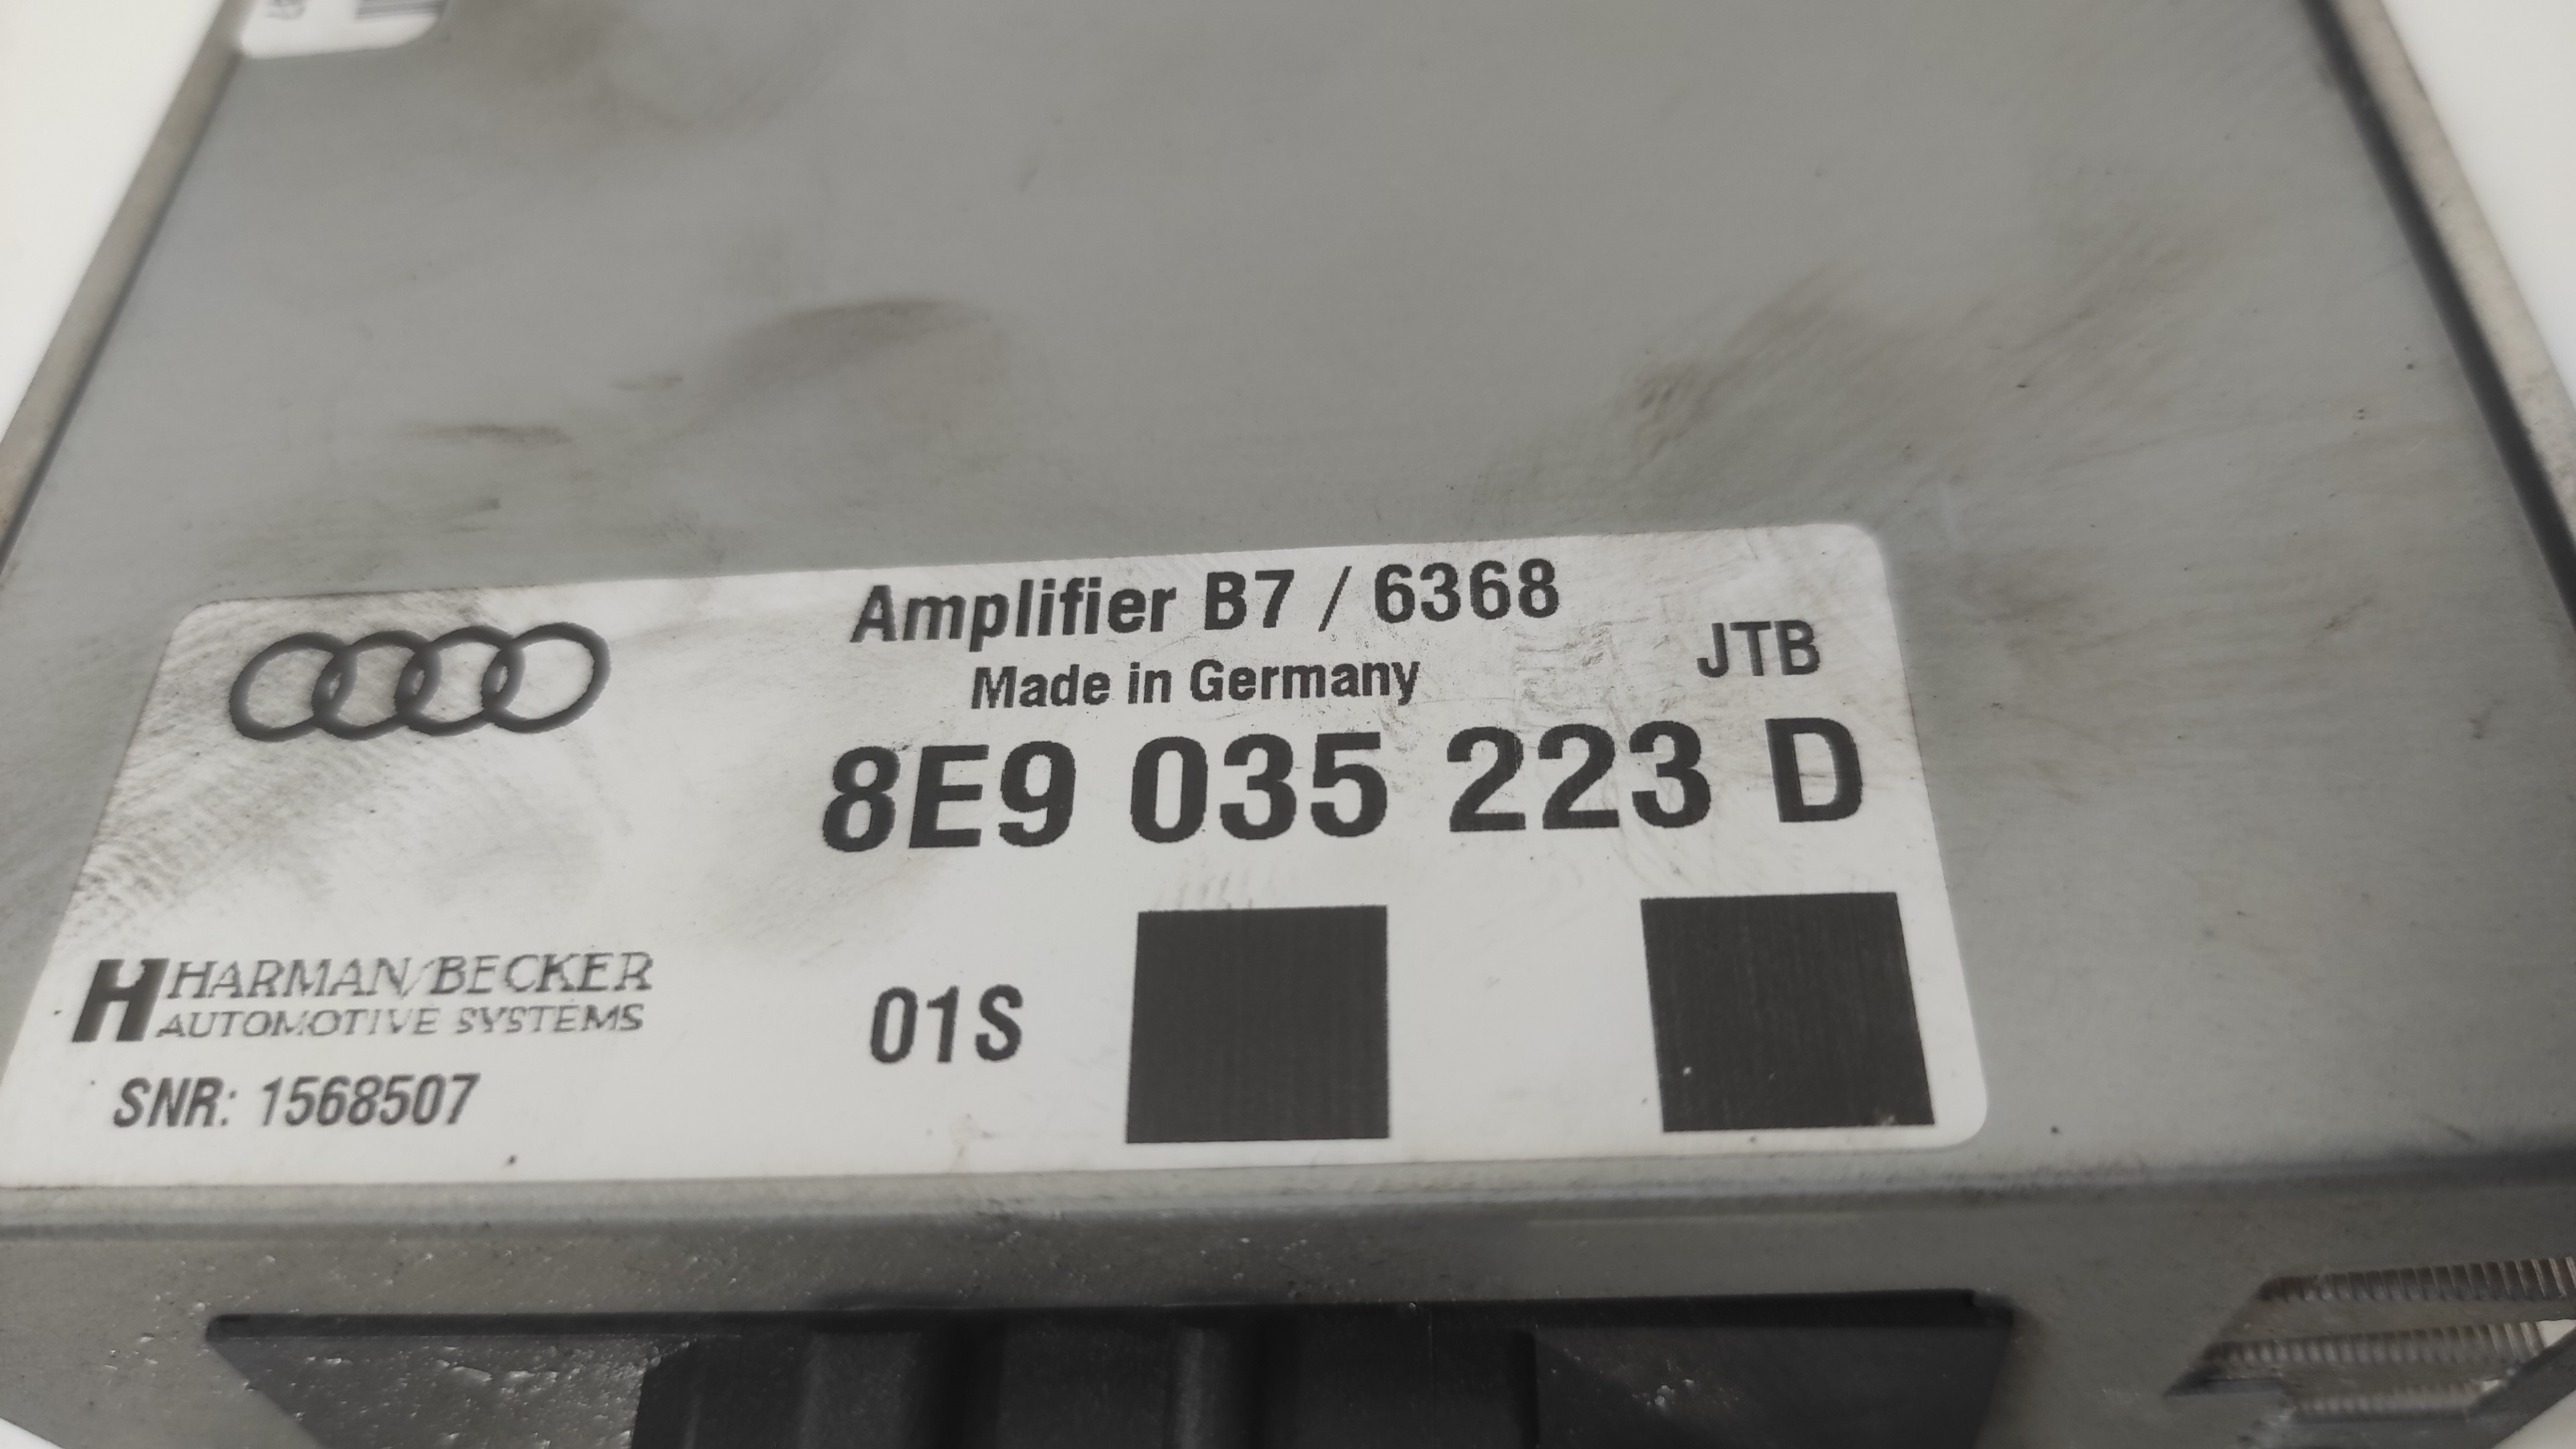 Amplifier B7 / 6368
JTB
Made in Germany
8E9 035 223 D
HARMAN/BECKER
AUTOMOTIVE SYSTEMS
01S
SNR: 1568507